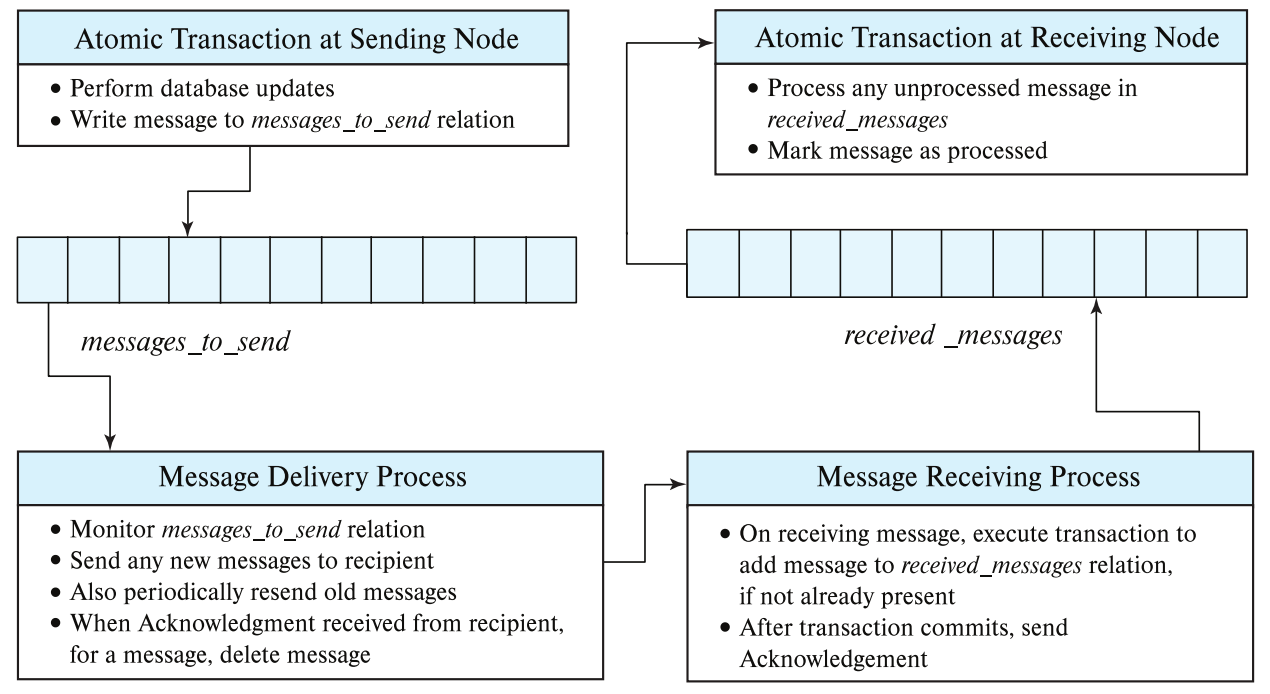 Atomic Transaction at Sending Node
• Perform database updates
• Write message to messages_to_send relation
messages_to_send
Message Delivery Process
• Monitor messages_to_send relation
• Send any new messages to recipient
• Also periodically resend old messages
• When Acknowledgment received from recipient,
for a message, delete message
Atomic Transaction at Receiving Node
• Process any unprocessed message in
received_messages
• Mark message as processed
received _messages
Message Receiving Process
• On receiving message, execute transaction to
add message to received_messages relation,
if not already present
• After transaction commits, send
Acknowledgement